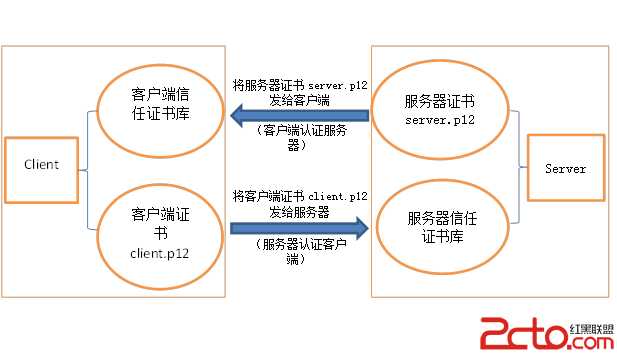 Client
客户端信
任证书库
客户端证
书
client.p12
将服务器证书 server.p12
发给客户端
(客户端认证服务
器)
将客户端证书 client.p12
发给服务器
(服务器认证客户
端)
服务器证书
server.p12
服务器信任
证书库
Server
2cto.com
红黑联盟